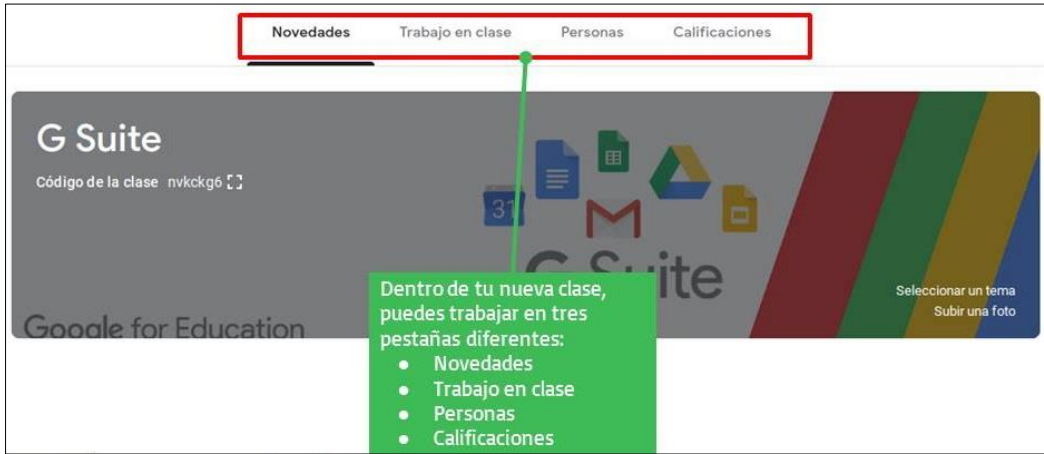 Novedades Trabajo en clase Personas Calificaciones
G Suite
Código de la clase nvkckg6
31
G Suite
Seleccionar un tema
Subir una foto
Google for Education
Dentro de tu nueva clase,
puedes trabajar en tres
pestañas diferentes:
● Novedades
● Trabajo en clase
● Personas
● Calificaciones